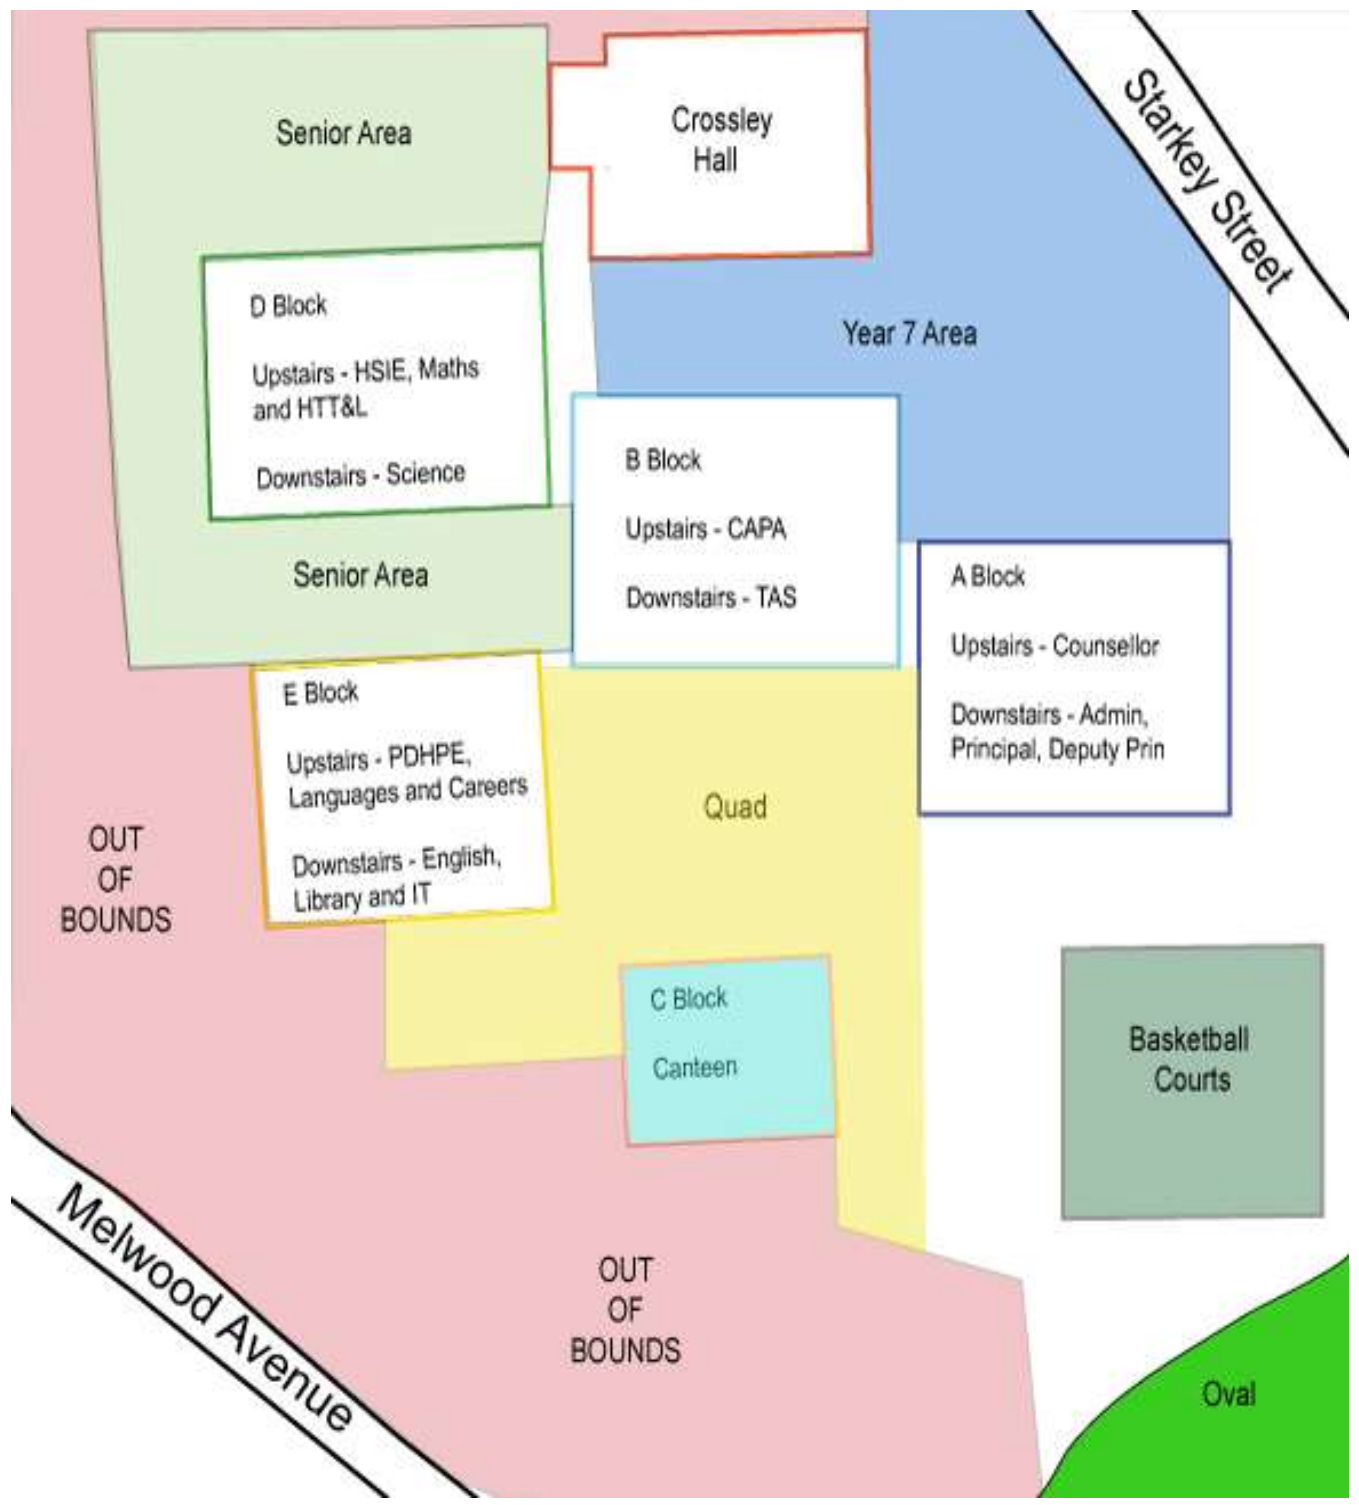 Senior Area
Crossley
Hall
Starkey Street
D Block
Upstairs - HSIE, Maths
and HTT&L
Downstairs - Science
Year 7 Area
B Block
Upstairs - CAPA
Downstairs - TAS
Senior Area
A Block
Upstairs - Counsellor
Downstairs - Admin,
Principal, Deputy Prin
E Block
Upstairs - PDHPE,
Languages and Careers
Downstairs - English,
Library and IT
Quad
OUT
OF
BOUNDS
C Block
Canteen
Basketball
Courts
Melwood Avenue
OUT
OF
BOUNDS
Oval